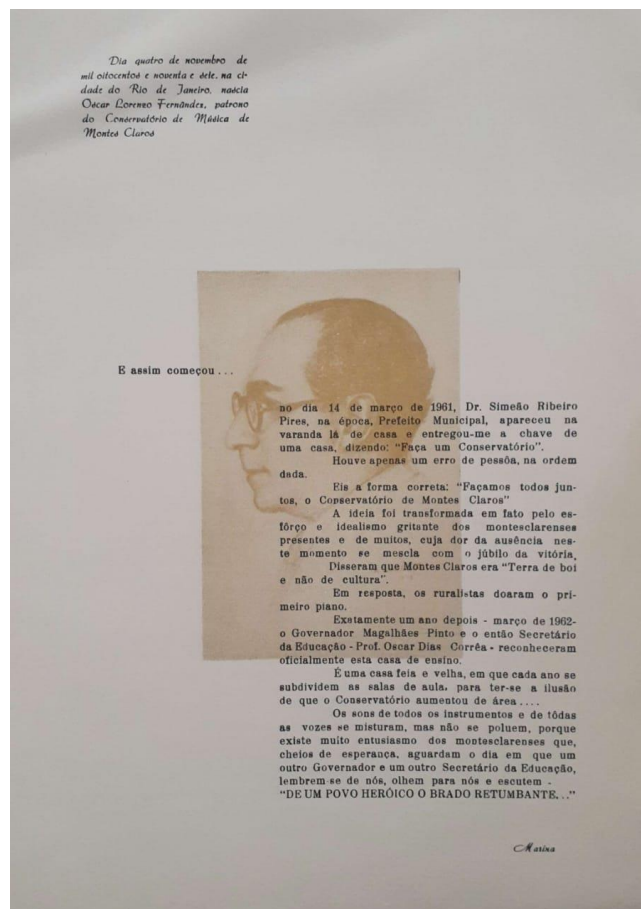 Dia quatro de novembro de
mil oitocentos e noventa e sete, na ci-
dade do Rio de Janeiro, nascia
Oscar Lorenzo Fernândez, patrono
do Conservatório de Música de
Montes Claros
E assim começou...
no dia 14 de março de 1961, Dr. Simeão Ribeiro
Pires, na época, Prefeito Municipal, apareceu na
varanda lá de casa e entregou-me a chave de
uma casa, dizendo: "Faça um Conservatório".
Houve apenas um erro de pessôa, na ordem
dada.
Eis a forma correta: "Façamos todos jun-
tos, o Conservatório de Montes Claros"
A ideia foi transformada em fato pelo es-
fôrço e idealismo gritante dos montesclarenses
presentes e de muitos, cuja dor da ausência nes-
te momento se mescla com o júbilo da vitória.
Disseram que Montes Claros era "Terra de boi
e não de cultura".
Em resposta, os ruralistas doaram o pri-
meiro piano.
Exatamente um ano depois - março de 1962-
o Governador Magalhães Pinto e o então Secretário
da Educação - Prof. Oscar Dias Corrêa - reconheceram
oficialmente esta casa de ensino.
É uma casa feia e velha, em que cada ano se
subdividem as salas de aula, para ter-se a ilusão
de que o Conservatório aumentou de área....
Os sons de todos os instrumentos e de tôdas
as vozes se misturam, mas não se poluem, porque
existe muito entusiasmo dos montesclarenses que,
cheios de esperança, aguardam o dia em que um
outro Governador e um outro Secretário da Educação,
lembrem-se de nós, olhem para nós e escutem -
"DE UM POVO HERÓICO O BRADO RETUMBANTE..."
Marina